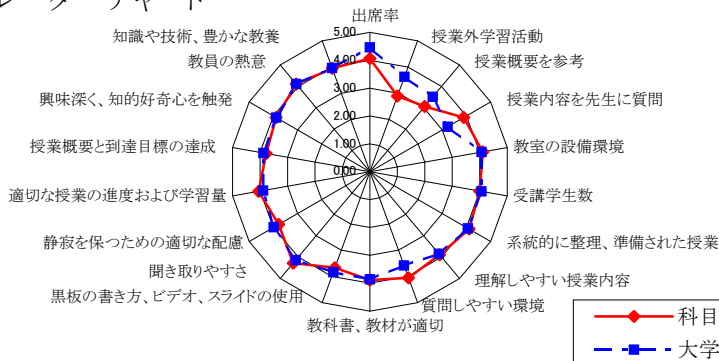 レーダーチャート
出席率
授業外学習活動
授業概要を参考
授業内容を先生に質問
教室の設備環境
受講学生数
系統的に整理、準備された授業
理解しやすい授業内容
質問しやすい環境
教科書、教材が適切
黒板の書き方、ビデオ、スライドの使用
聞き取りやすさ
静寂を保つための適切な配慮
適切な授業の進度および学習量
授業概要と到達目標の達成
興味深く、知的好奇心を触発
教員の熱意
知識や技術、豊かな教養
5.00
4.00
3.00
2.00
1.00
0.00
科目
大学